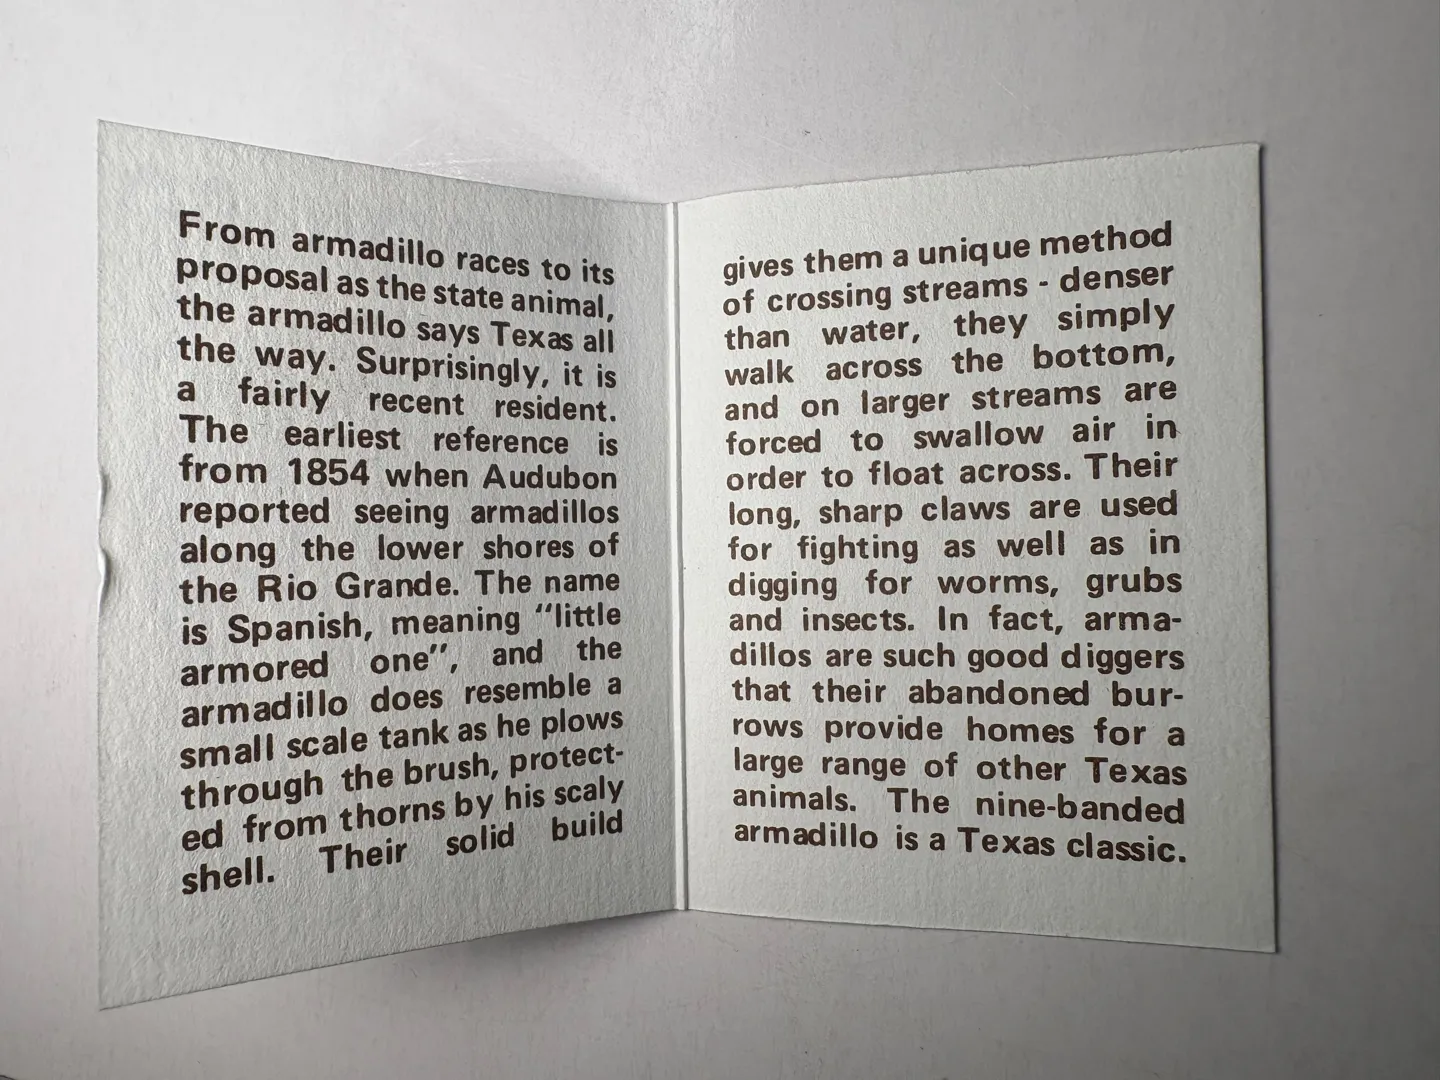 From armadillo races to its
proposal as the state animal,
the armadillo says Texas all
the way. Surprisingly, it is
a fairly recent resident.
The earliest reference is
from 1854 when Audubon
reported seeing armadillos
along the lower shores of
the Rio Grande. The name
is Spanish, meaning "little
armored one", and the
armadillo does resemble a
small scale tank as he plows
through the brush, protect-
ed from thorns by his scaly
shell. Their solid build
gives them a unique method
of crossing streams - denser
than water, they simply
walk across the bottom,
and on larger streams are
forced to swallow air in
order to float across. Their
long, sharp claws are used
for fighting as well as in
digging for worms, grubs
and insects. In fact, arma-
dillos are such good diggers
that their abandoned bur-
rows provide homes for a
large range of other Texas
animals. The nine-banded
armadillo is a Texas classic.